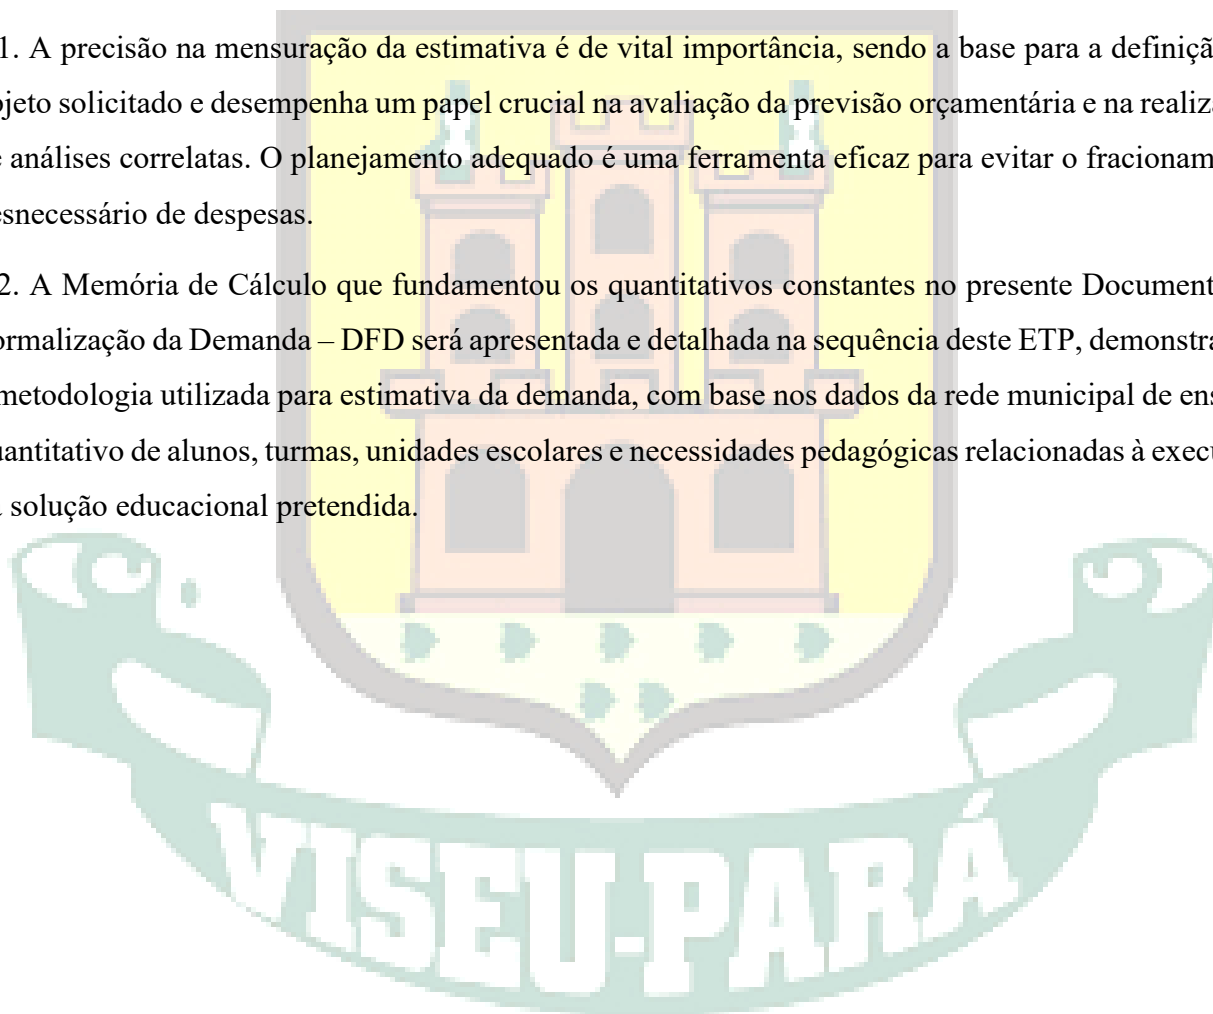 1. A precisão na mensuração da estimativa é de vital importância, sendo a base para a definiçã
jeto solicitado e desempenha um papel crucial na avaliação da previsão orçamentária e na realiza
análises correlatas. O planejamento adequado é uma ferramenta eficaz para evitar o fracionam
esnecessário de despesas.
2. A Memória de Cálculo que fundamentou os quantitativos constantes no presente Document
ormalização da Demanda – DFD será apresentada e detalhada na sequência deste ETP, demonstra
metodologia utilizada para estimativa da demanda, com base nos dados da rede municipal de ens
uantitativo de alunos, turmas, unidades escolares e necessidades pedagógicas relacionadas à execu
a solução educacional pretendida.
VISEU-PARÁ